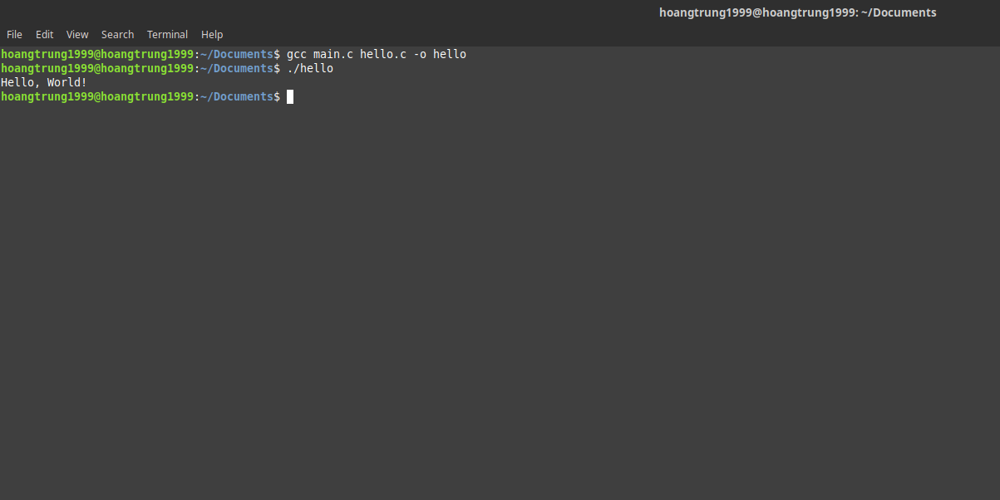 hoangtrung1999@hoangtrung1999: ~/Documents
File Edit View Search Terminal Help
hoangtrung1999@hoangtrung1999:~/Documents$ gcc main.c hello.c -o hello
hoangtrung1999@hoangtrung1999:~/Documents$ ./hello
Hello, World!
hoangtrung1999@hoangtrung1999:~/Documents$